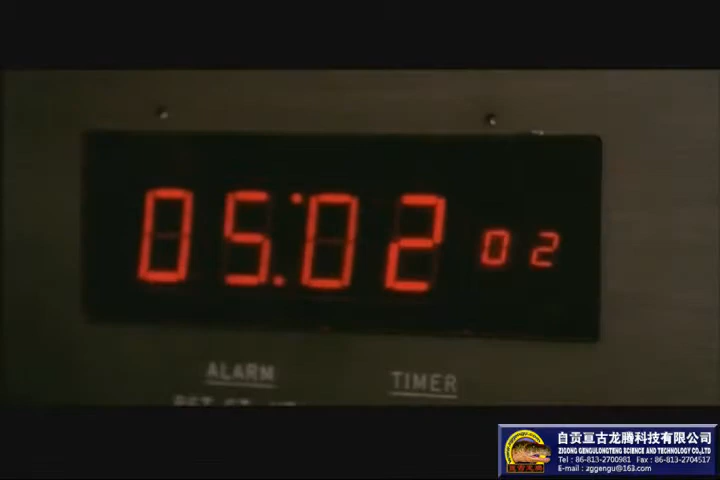 05:02 02
ALARM
TIMER
自贡亘古龙腾科技有限公司
ZIGONG GENGULONGTENG SCIENCE AND TECHNOLOGY CO.,LTD
Tel : 86-813-2700981 Fax : 86-813-2704517
E-mail : zggengu@163.com